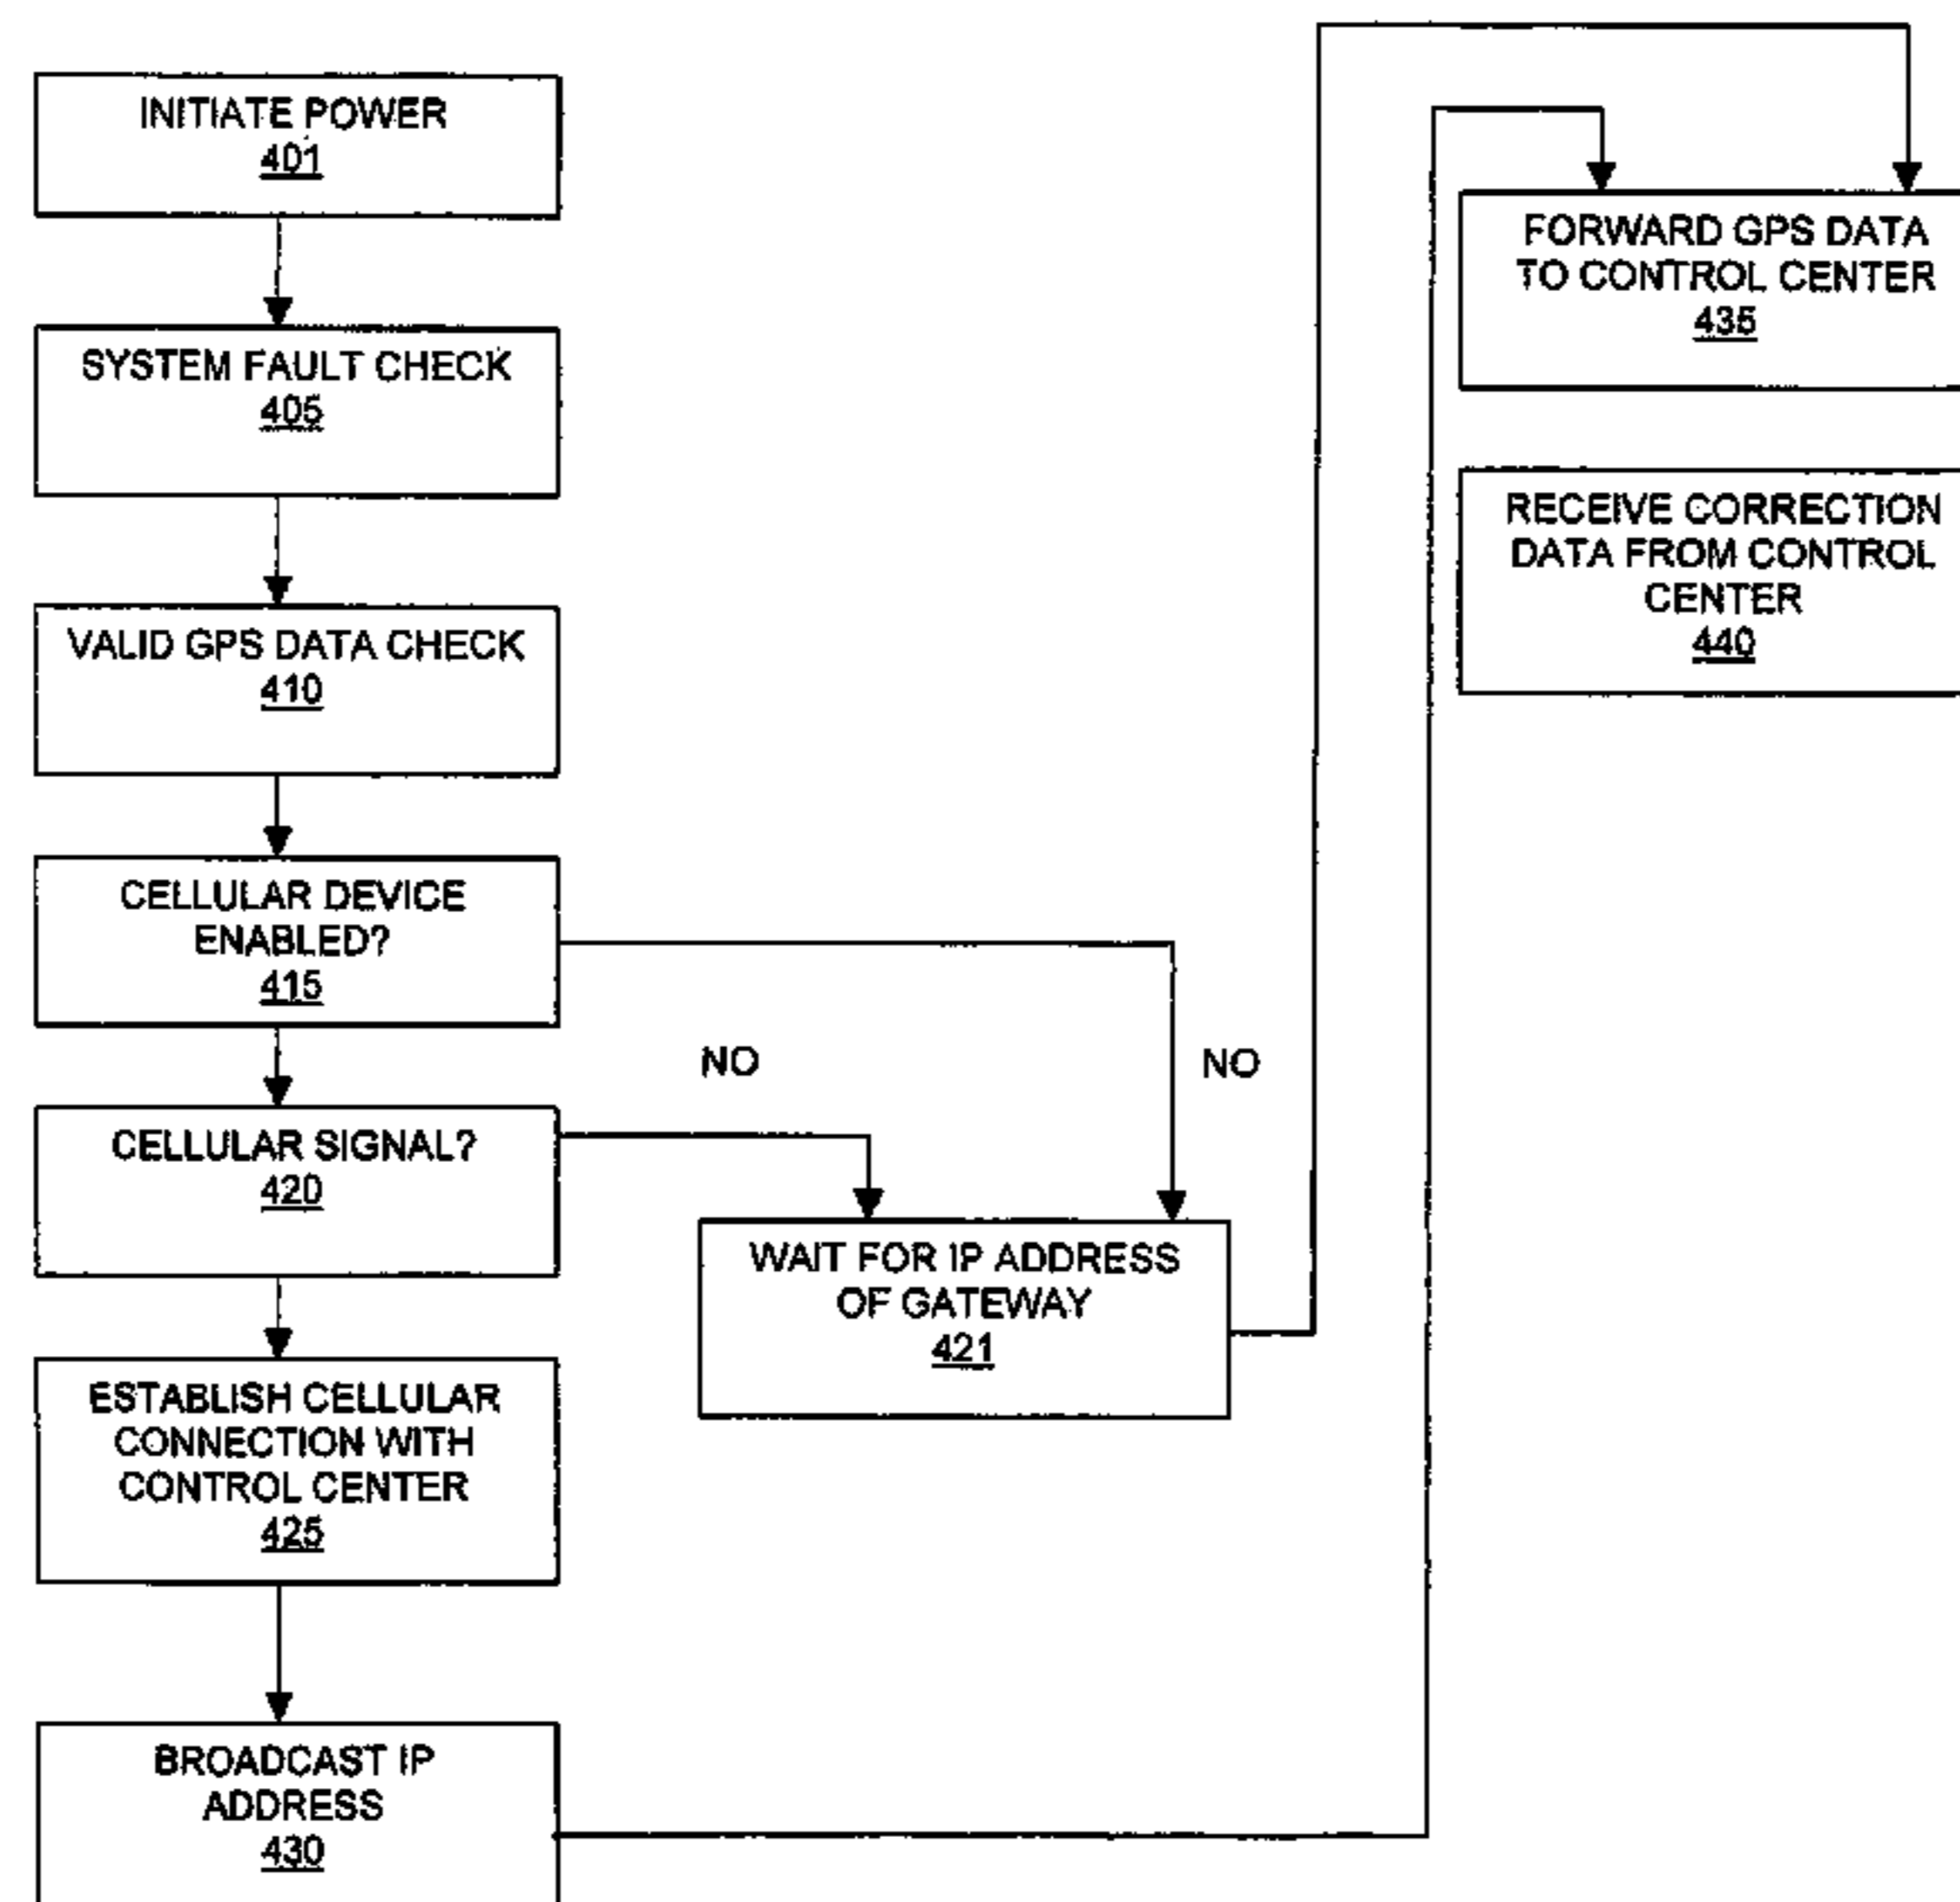 INITIATE POWER
401
SYSTEM FAULT CHECK
405
VALID GPS DATA CHECK
410
CELLULAR DEVICE
ENABLED?
415
NO
NO
CELLULAR SIGNAL?
420
WAIT FOR IP ADDRESS
OF GATEWAY
421
ESTABLISH CELLULAR
CONNECTION WITH
CONTROL CENTER
425
BROADCAST IP
ADDRESS
430
FORWARD GPS DATA
TO CONTROL CENTER
435
RECEIVE CORRECTION
DATA FROM CONTROL
CENTER
440